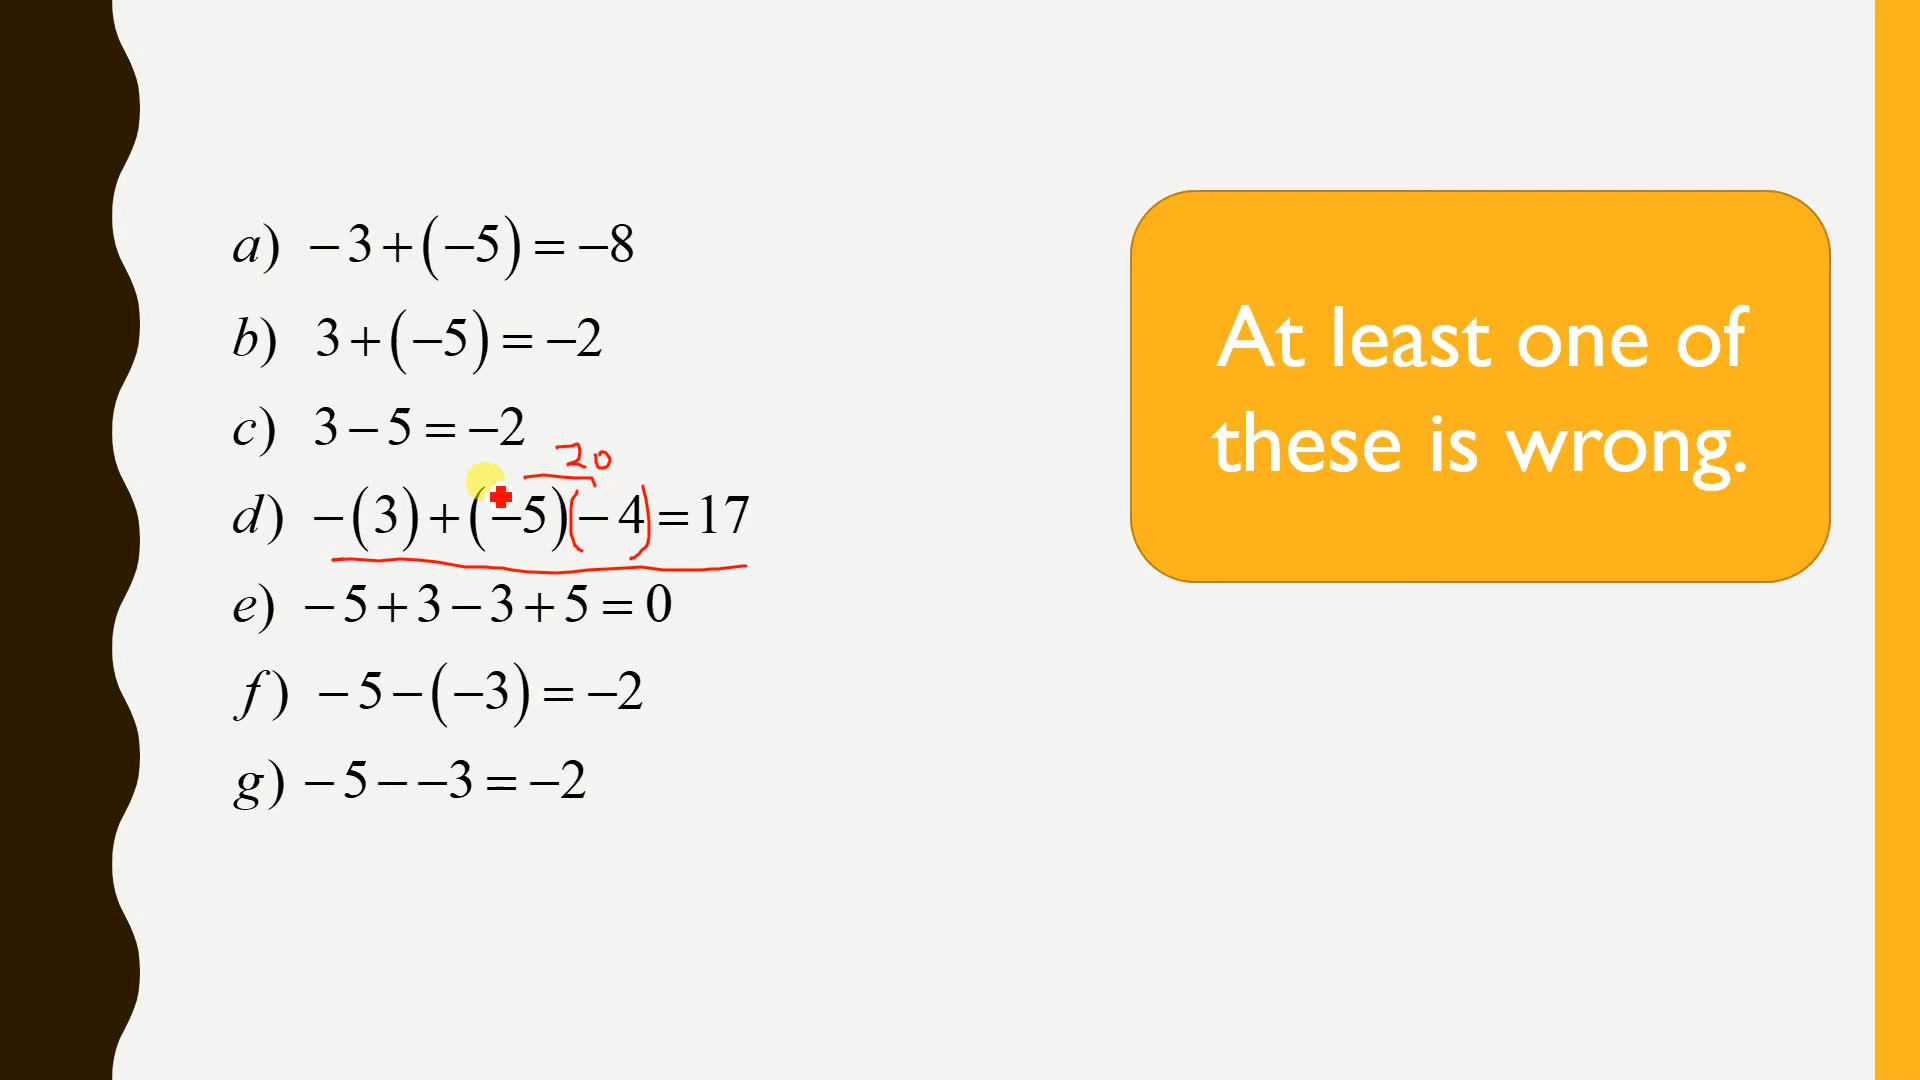 a) −3+(−5)=−8
b) 3+(−5)=−2
c) 3−5=−2
20
d) −(3)+(−5)(−4)=17
e) −5+3−3+5=0
f) −5−(−3)=−2
g) −5−−3=−2
At least one of
these is wrong.